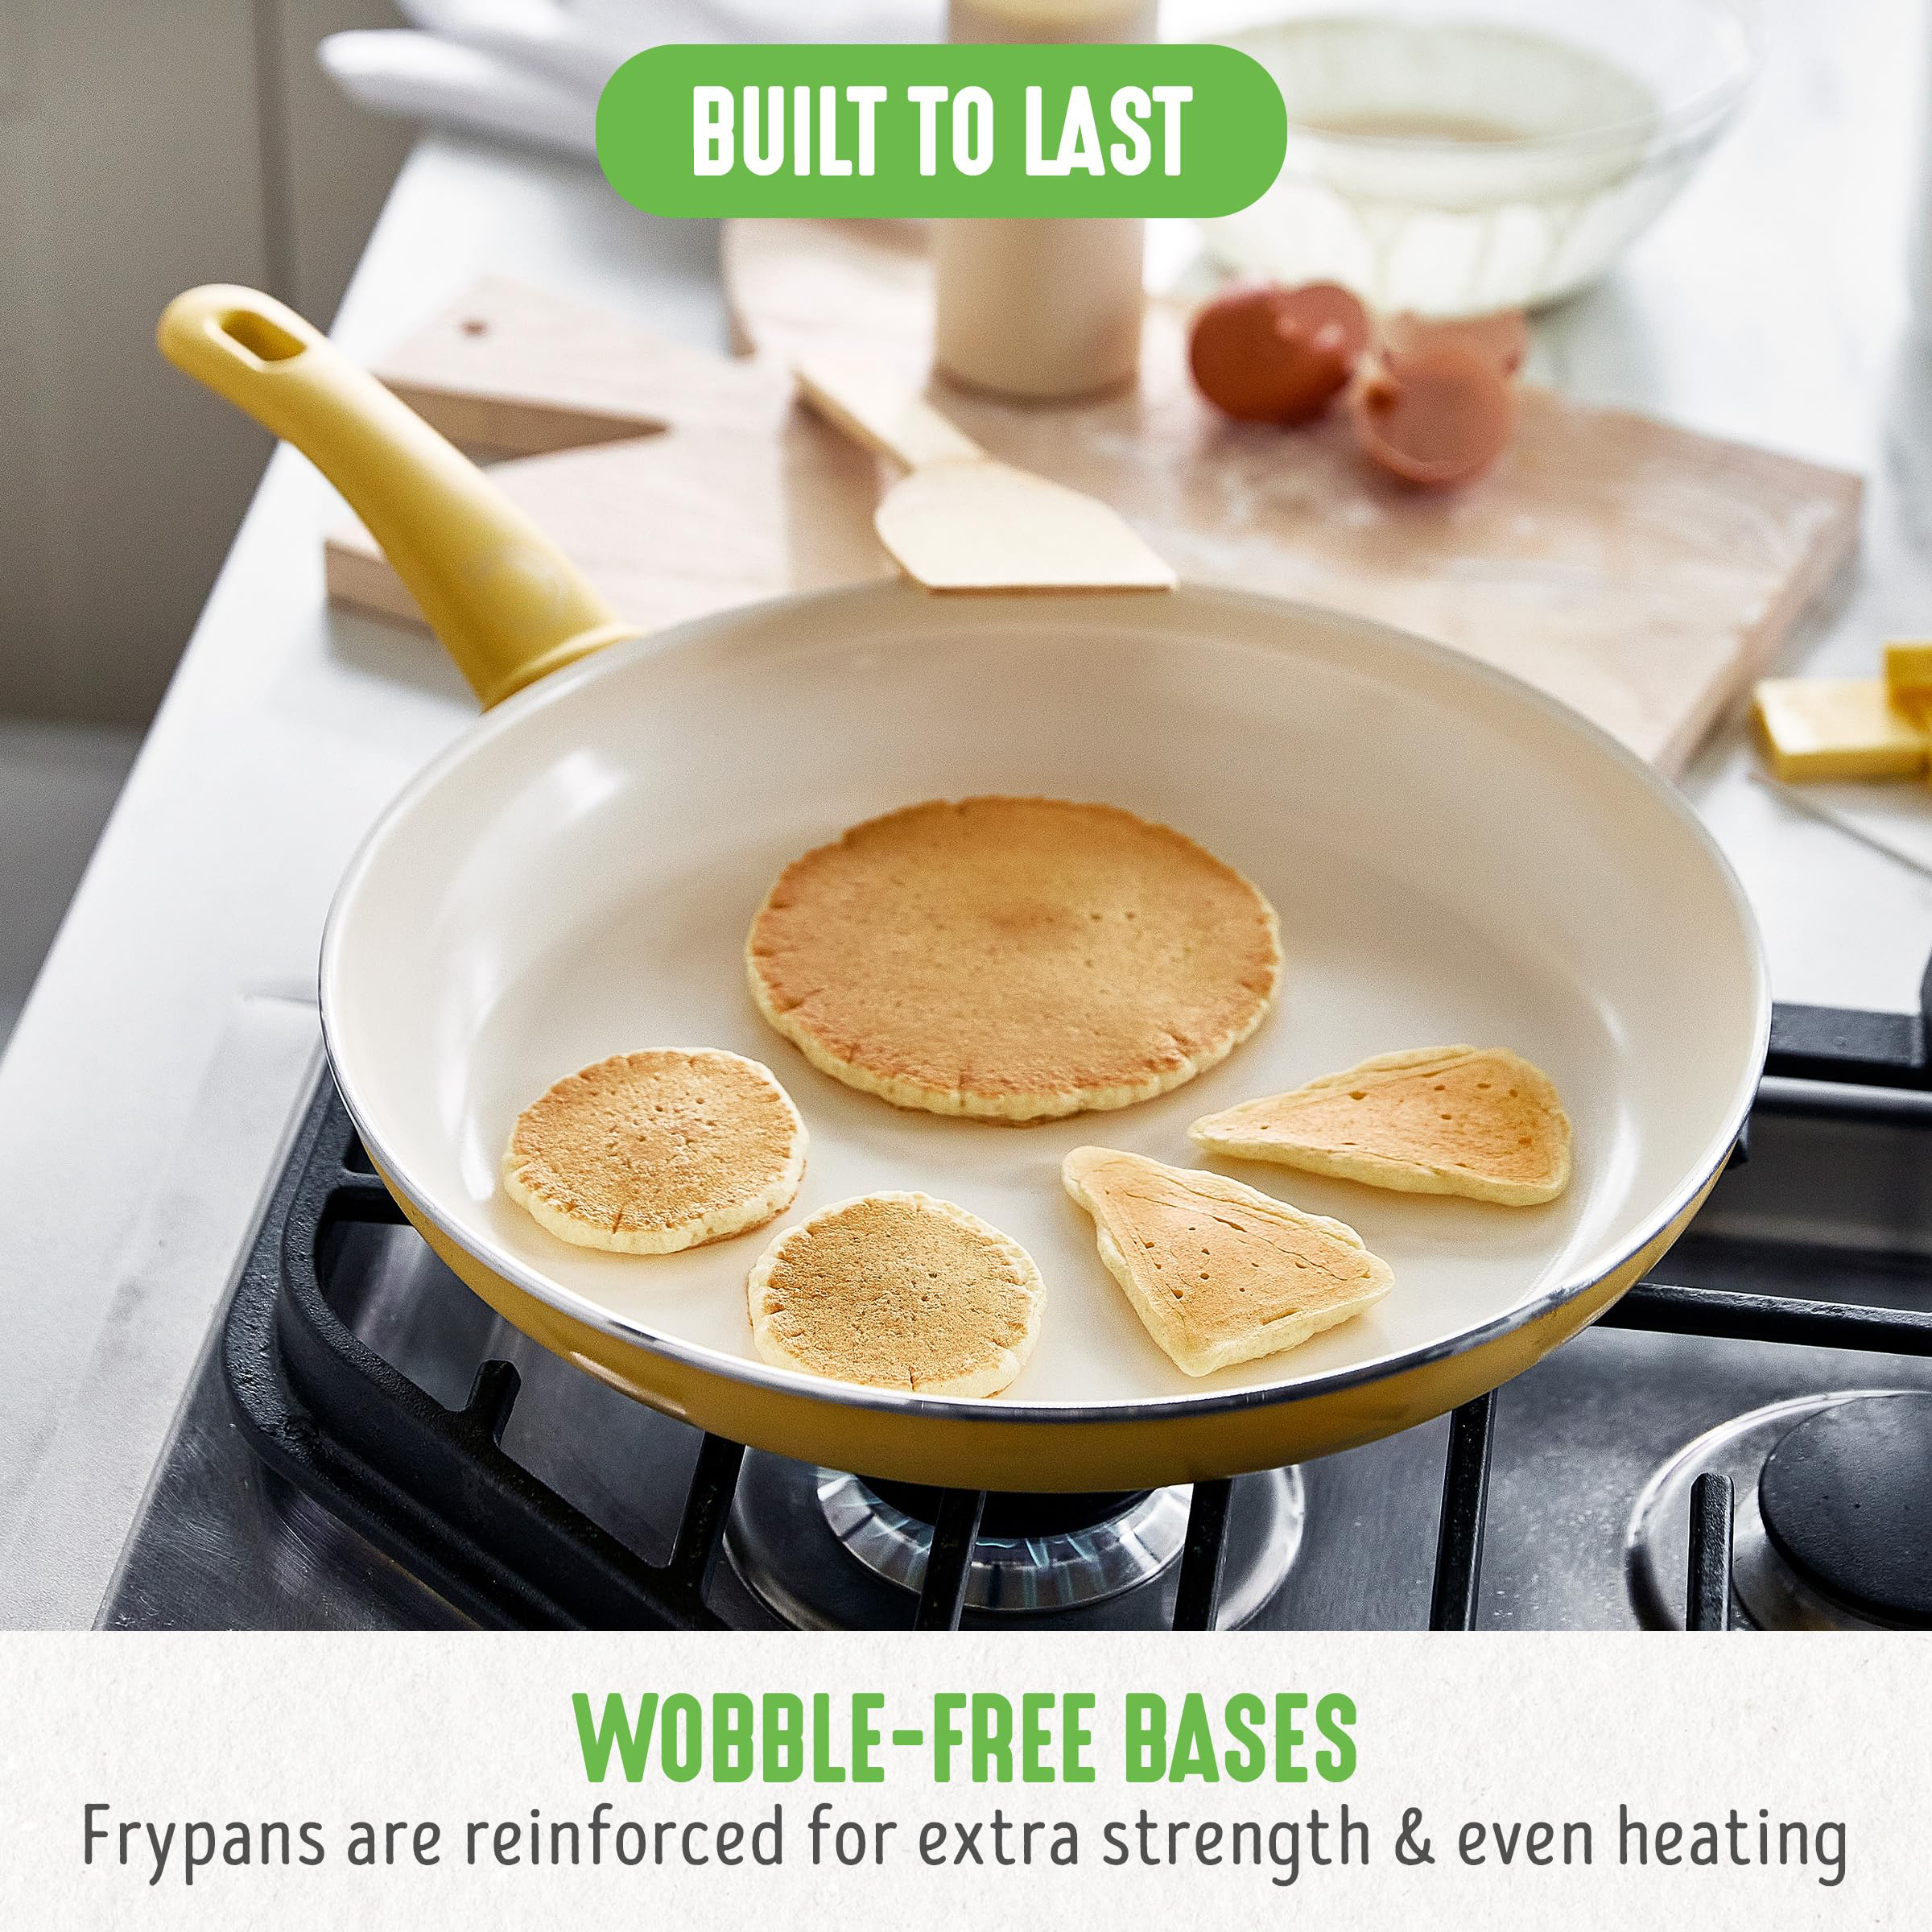 BUILT TO LAST
WOBBLE-FREE BASES
Frypans are reinforced for extra strength & even heating